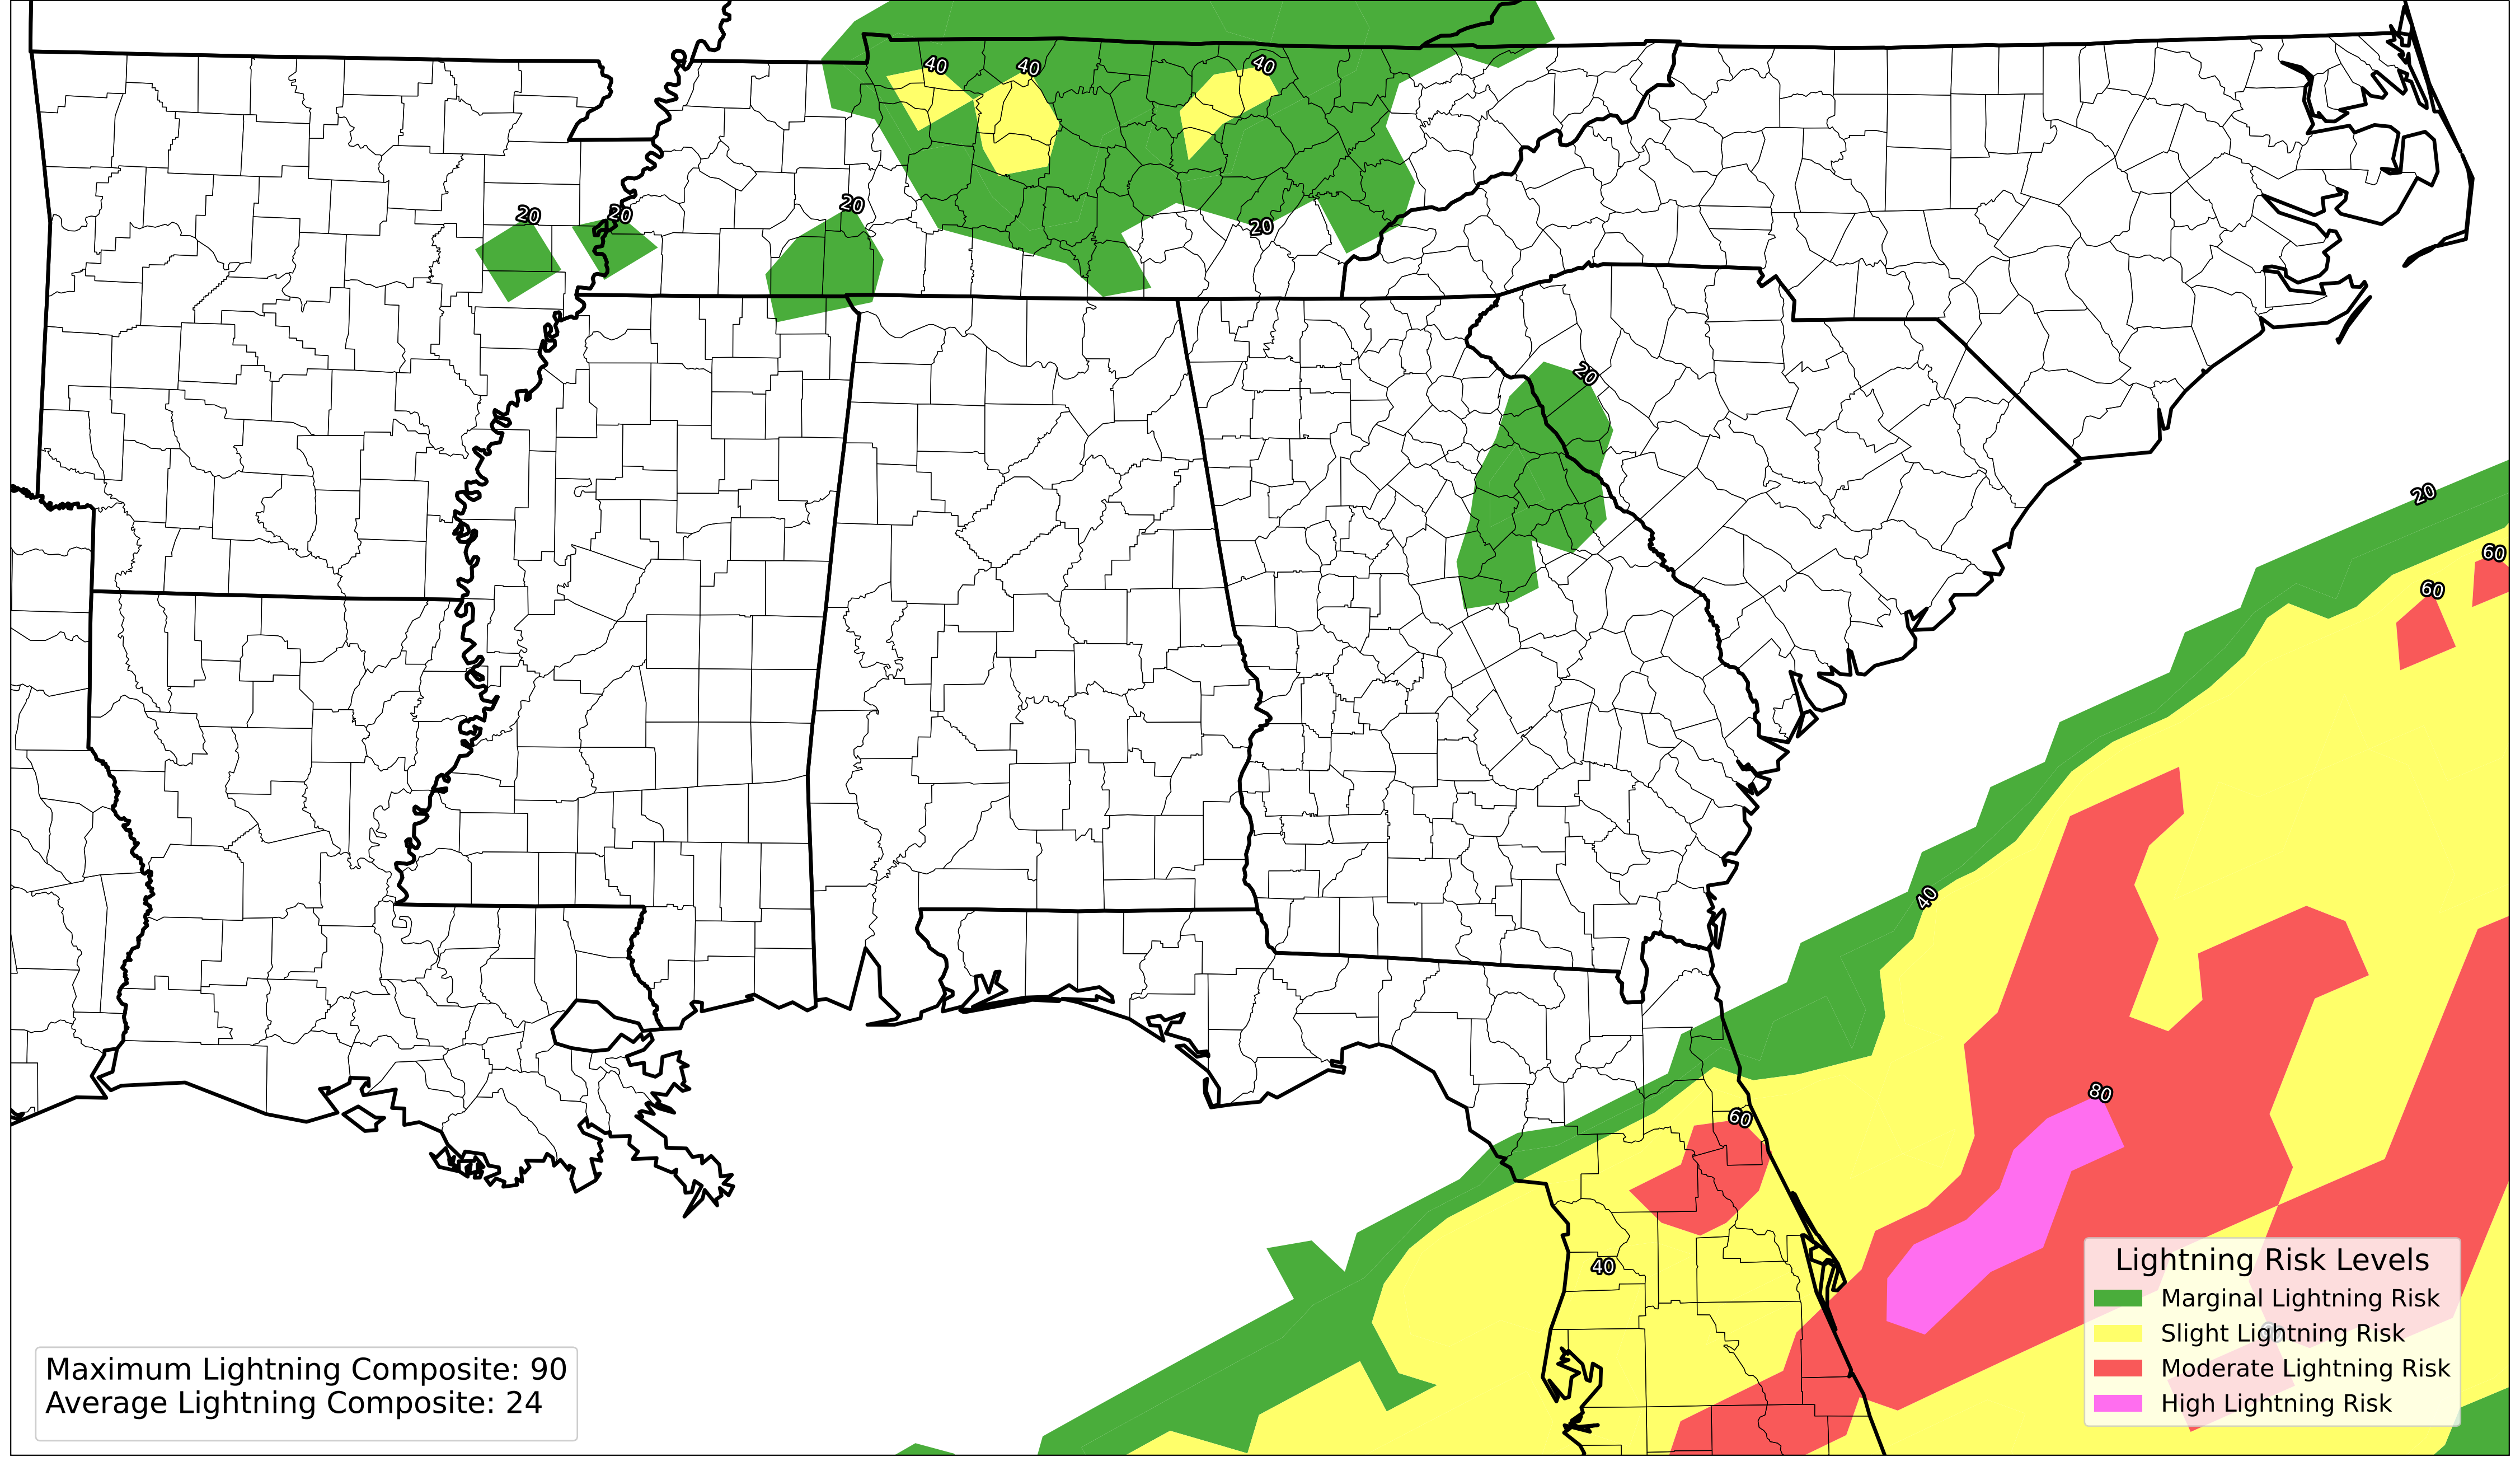 40
40
40
20
20
20
20
20
20
60
60
40
80
60
40
Lightning Risk Levels
Marginal Lightning Risk
Slight Lightning Risk
Moderate Lightning Risk
High Lightning Risk
Maximum Lightning Composite: 90
Average Lightning Composite: 24